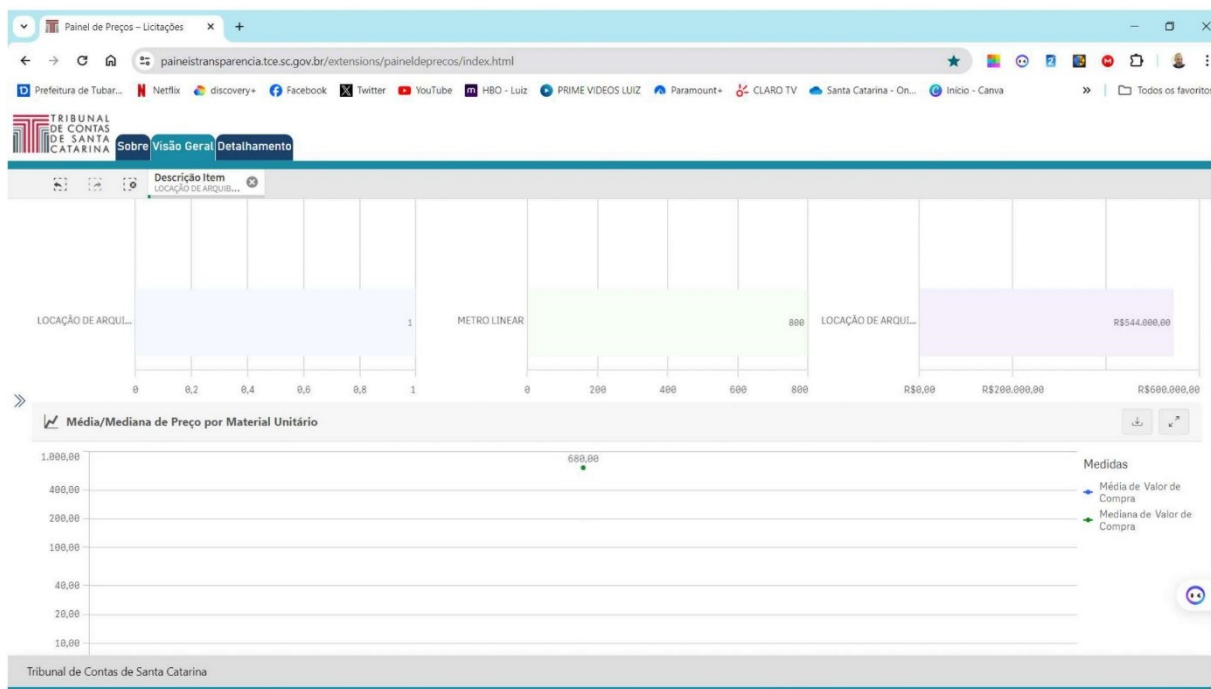 Painel de Preços – Licitações
paineistransparencia.tce.sc.gov.br/extensions/paineldeprecos/index.html
Prefeitura de Tubar... Netflix discovery+ Facebook Twitter YouTube HBO - Luiz PRIME VIDEOS LUIZ Paramount+ CLARO TV Santa Catarina - On... Início - Canva » Todos os favoritos
TRIBUNAL
DE CONTAS
DE SANTA
CATARINA
Sobre Visão Geral Detalhamento
Descrição Item
LOCAÇÃO DE ARQUIB...
LOCAÇÃO DE ARQUI... 1 METRO LINEAR 800 LOCAÇÃO DE ARQUI... R$544.000,00
0 0,2 0,4 0,6 0,8 1 0 200 400 600 800 R$0,00 R$200.000,00 R$600.000,00
Média/Mediana de Preço por Material Unitário
1.000,00 680,00
Medidas
400,00
Média de Valor de
Compra
200,00
Mediana de Valor de
Compra
100,00
40,00
20,00
10,00
Tribunal de Contas de Santa Catarina